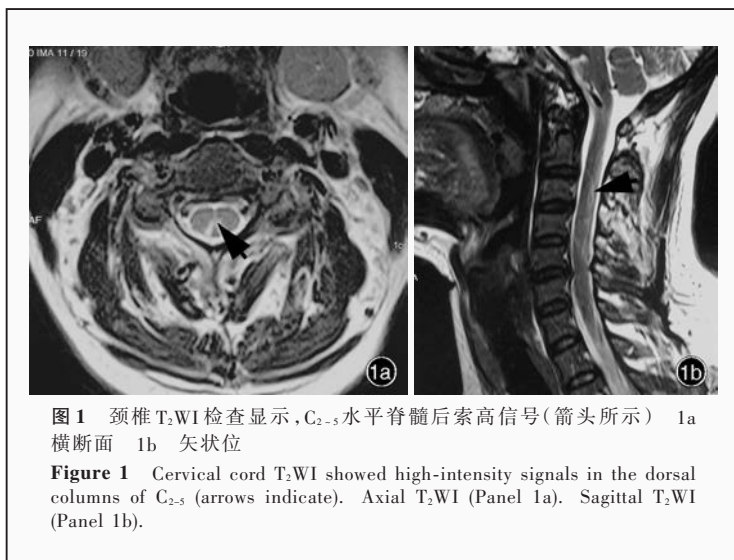 O IMA 11 / 19
1a
1b
图 1 颈椎 T₂WI 检查显示,C₂₋₅水平脊髓后索高信号(箭头所示) 1a
横断面 1b 矢状位
Figure 1 Cervical cord T₂WI showed high-intensity signals in the dorsal
columns of C₂₋₅ (arrows indicate). Axial T₂WI (Panel 1a). Sagittal T₂WI
(Panel 1b).